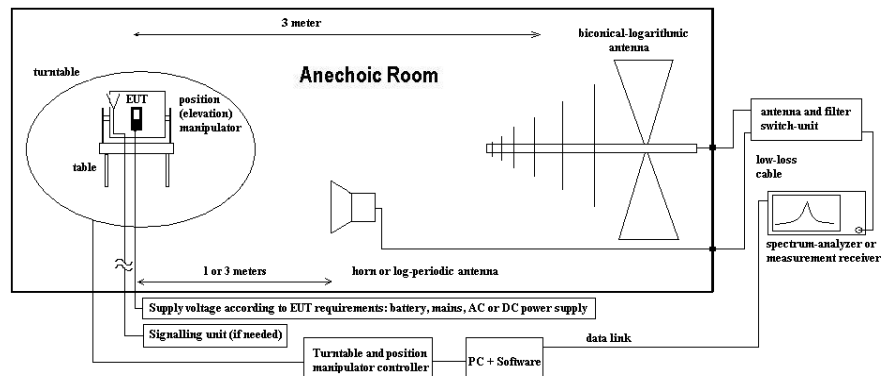 3 meter
biconical-logarithmic
antenna
turntable
Anechoic Room
EUT
position
(elevation)
manipulator
antenna and filter
switch-unit
table
low-loss
cable
spectrum-analyzer or
measurement receiver
1 or 3 meters
horn or log-periodic antenna
Supply voltage according to EUT requirements: battery, mains, AC or DC power supply
Signalling unit (if needed)
data link
Turntable and position
manipulator controller
PC + Software